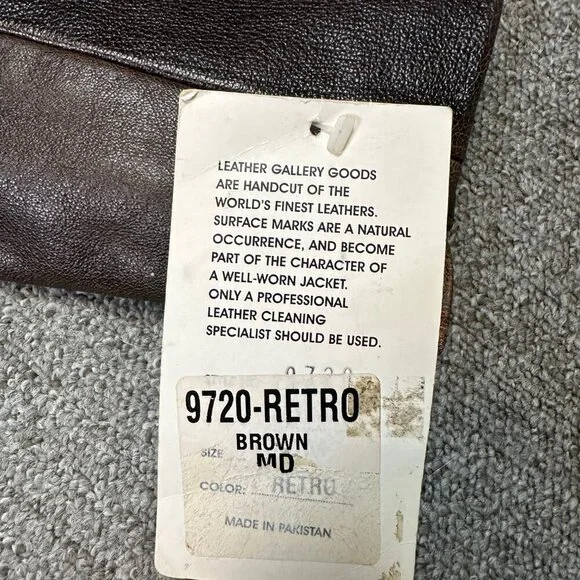 LEATHER GALLERY GOODS
ARE HANDCUT OF THE
WORLD'S FINEST LEATHERS.
SURFACE MARKS ARE A NATURAL
OCCURRENCE, AND BECOME
PART OF THE CHARACTER OF
A WELL-WORN JACKET.
ONLY A PROFESSIONAL
LEATHER CLEANING
SPECIALIST SHOULD BE USED.
9720
9720-RETRO
BROWN
SIZE MD
COLOR: RETRO
MADE IN PAKISTAN